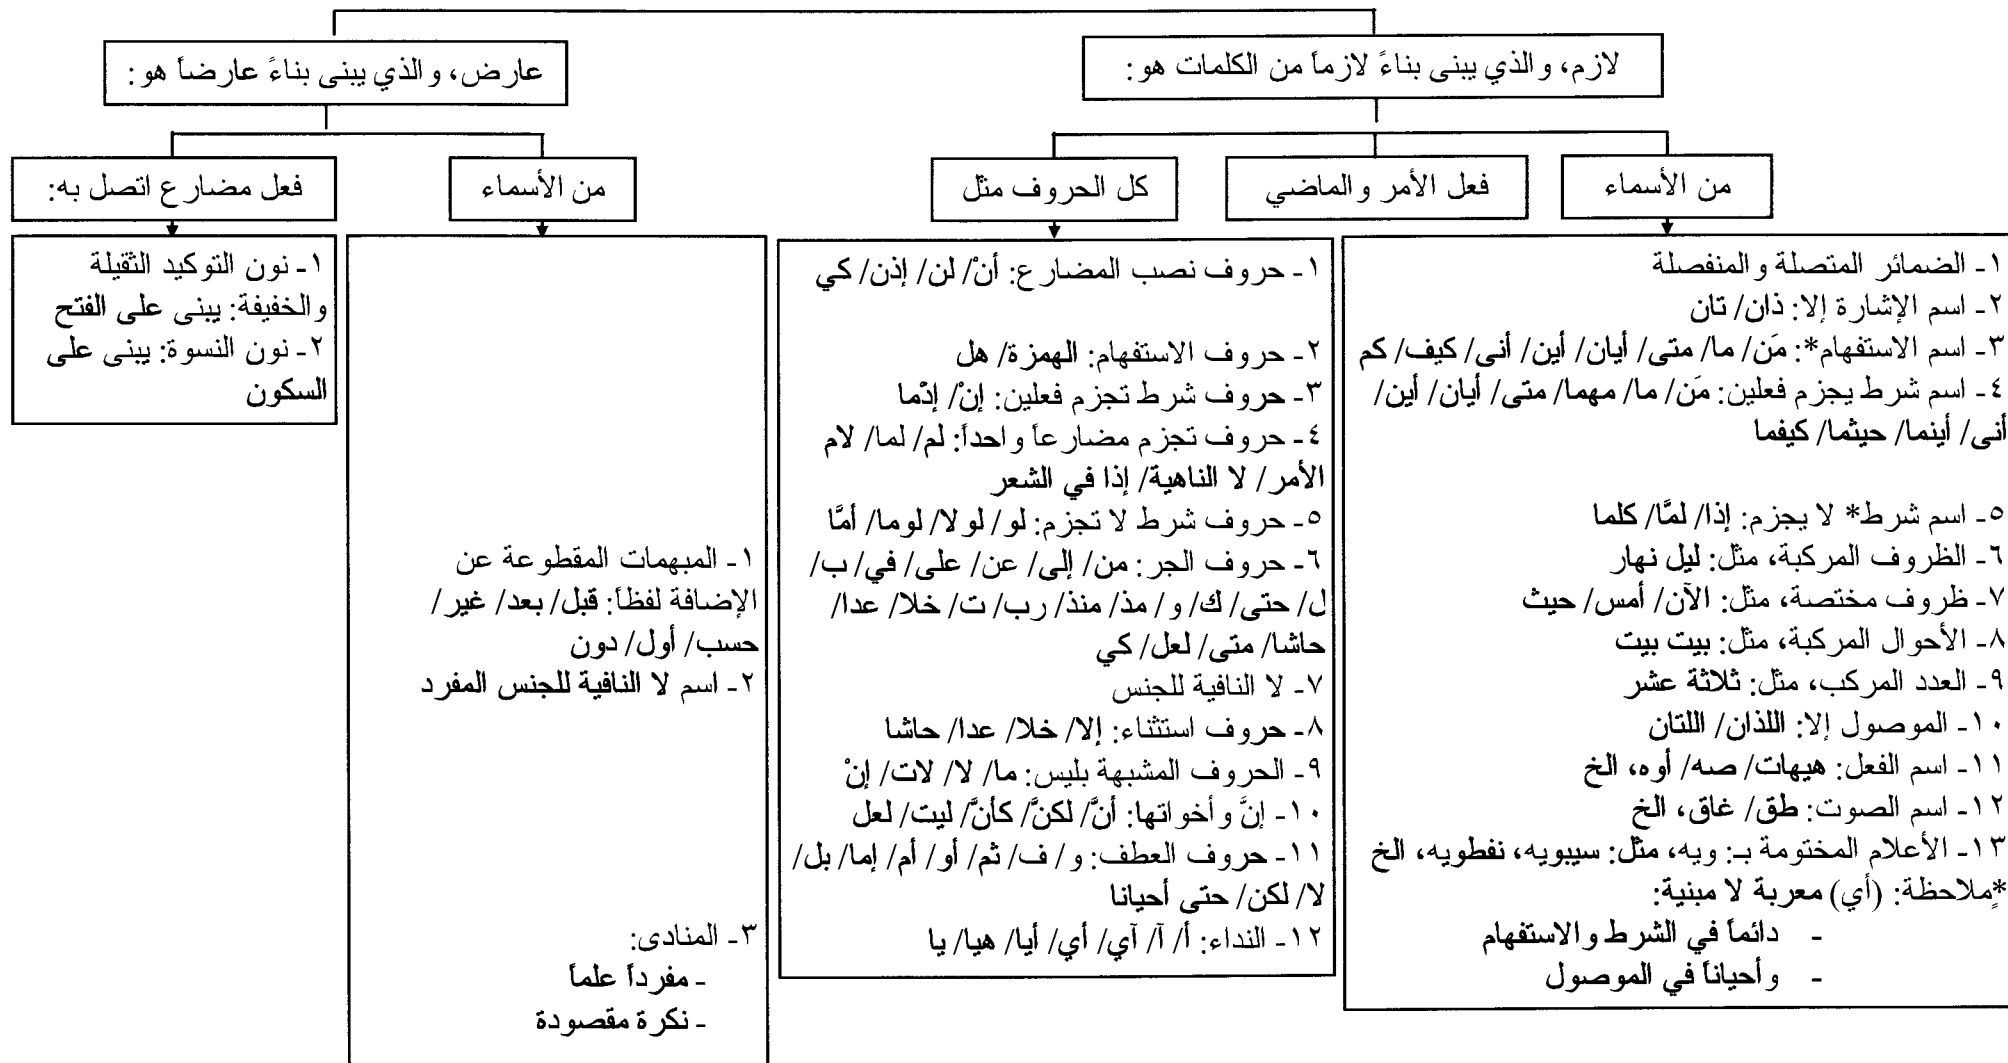 لازم، والذي يبنى بناءً لازماً من الكلمات هو:
عارض، والذي يبنى بناءً عارضاً هو:
من الأسماء
فعل الأمر والماضي
كل الحروف مثل
من الأسماء
فعل مضارع اتصل به:
١- الضمائر المتصلة والمنفصلة
٢- اسم الإشارة إلا: ذان/ تان
٣- اسم الاستفهام*: مَن/ ما/ متى/ أيان/ أين/ أنى/ كيف/ كم
٤- اسم شرط يجزم فعلين: مَن/ ما/ مهما/ متى/ أيان/ أين/
أنى/ أينما/ حيثما/ كيفما
٥- اسم شرط* لا يجزم: إذا/ لمَّا/ كلما
٦- الظروف المركبة، مثل: ليل نهار
٧- ظروف مختصة، مثل: الآن/ أمس/ حيث
٨- الأحوال المركبة، مثل: بيت بيت
٩- العدد المركب، مثل: ثلاثة عشر
١٠- الموصول إلا: اللذان/ اللتان
١١- اسم الفعل: هيهات/ صه/ أوه، الخ
١٢- اسم الصوت: طق/ غاق، الخ
١٣- الأعلام المختومة بـ: ويه، مثل: سيبويه، نفطويه، الخ
*ملاحظة: (أي) معربة لا مبنية:
- دائماً في الشرط والاستفهام
- وأحياناً في الموصول
١- حروف نصب المضارع: أنْ/ لن/ إذن/ كي
٢- حروف الاستفهام: الهمزة/ هل
٣- حروف شرط تجزم فعلين: إنْ/ إذْما
٤- حروف تجزم مضارعاً واحداً: لم/ لما/ لام
الأمر/ لا الناهية/ إذا في الشعر
٥- حروف شرط لا تجزم: لو/ لولا/ لوما/ أمَّا
٦- حروف الجر: من/ إلى/ عن/ على/ في/ ب/
ل/ حتى/ ك/ و/ مذ/ منذ/ رب/ ت/ خلا/ عدا/
حاشا/ متى/ لعل/ كي
٧- لا النافية للجنس
٨- حروف استثناء: إلا/ خلا/ عدا/ حاشا
٩- الحروف المشبهة بليس: ما/ لا/ لات/ إنْ
١٠- إنَّ وأخواتها: أنَّ/ لكنَّ/ كأنَّ/ ليت/ لعل
١١- حروف العطف: و/ ف/ ثم/ أو/ أم/ إما/ بل/
لا/ لكن/ حتى أحيانا
١٢- النداء: أ/ آ/ آي/ أي/ أيا/ هيا/ يا
١- المبهمات المقطوعة عن
الإضافة لفظاً: قبل/ بعد/ غير/
حسب/ أول/ دون
٢- اسم لا النافية للجنس المفرد
٣- المنادى:
- مفرداً علماً
- نكرة مقصودة
١- نون التوكيد الثقيلة
والخفيفة: يبنى على الفتح
٢- نون النسوة: يبنى على
السكون